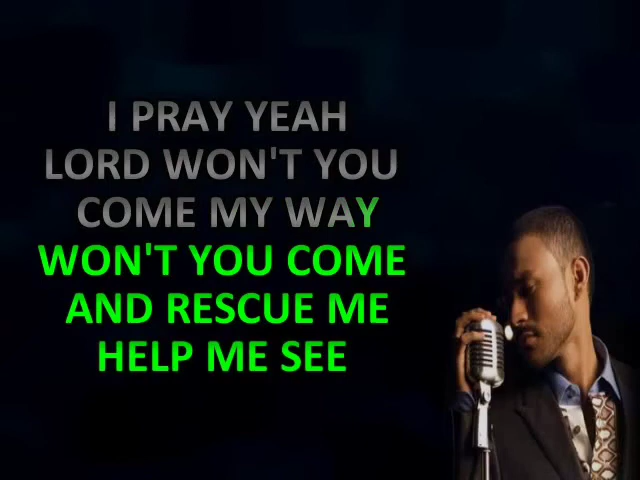 I PRAY YEAH
LORD WON'T YOU
COME MY WAY
WON'T YOU COME
AND RESCUE ME
HELP ME SEE